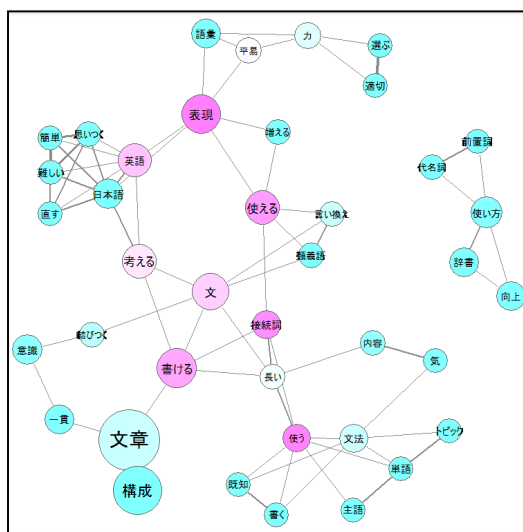 語彙
力
平易
選ぶ
適切
表現
増える
簡単
思いつく
英語
難しい
日本語
直す
前置詞
代名詞
使える
言い換え
使い方
類義語
考える
文
辞書
向上
接続詞
結びつく
意識
書ける
長い
内容
気
一貫
文章
使う
文法
トピック
単語
構成
既知
書く
主語